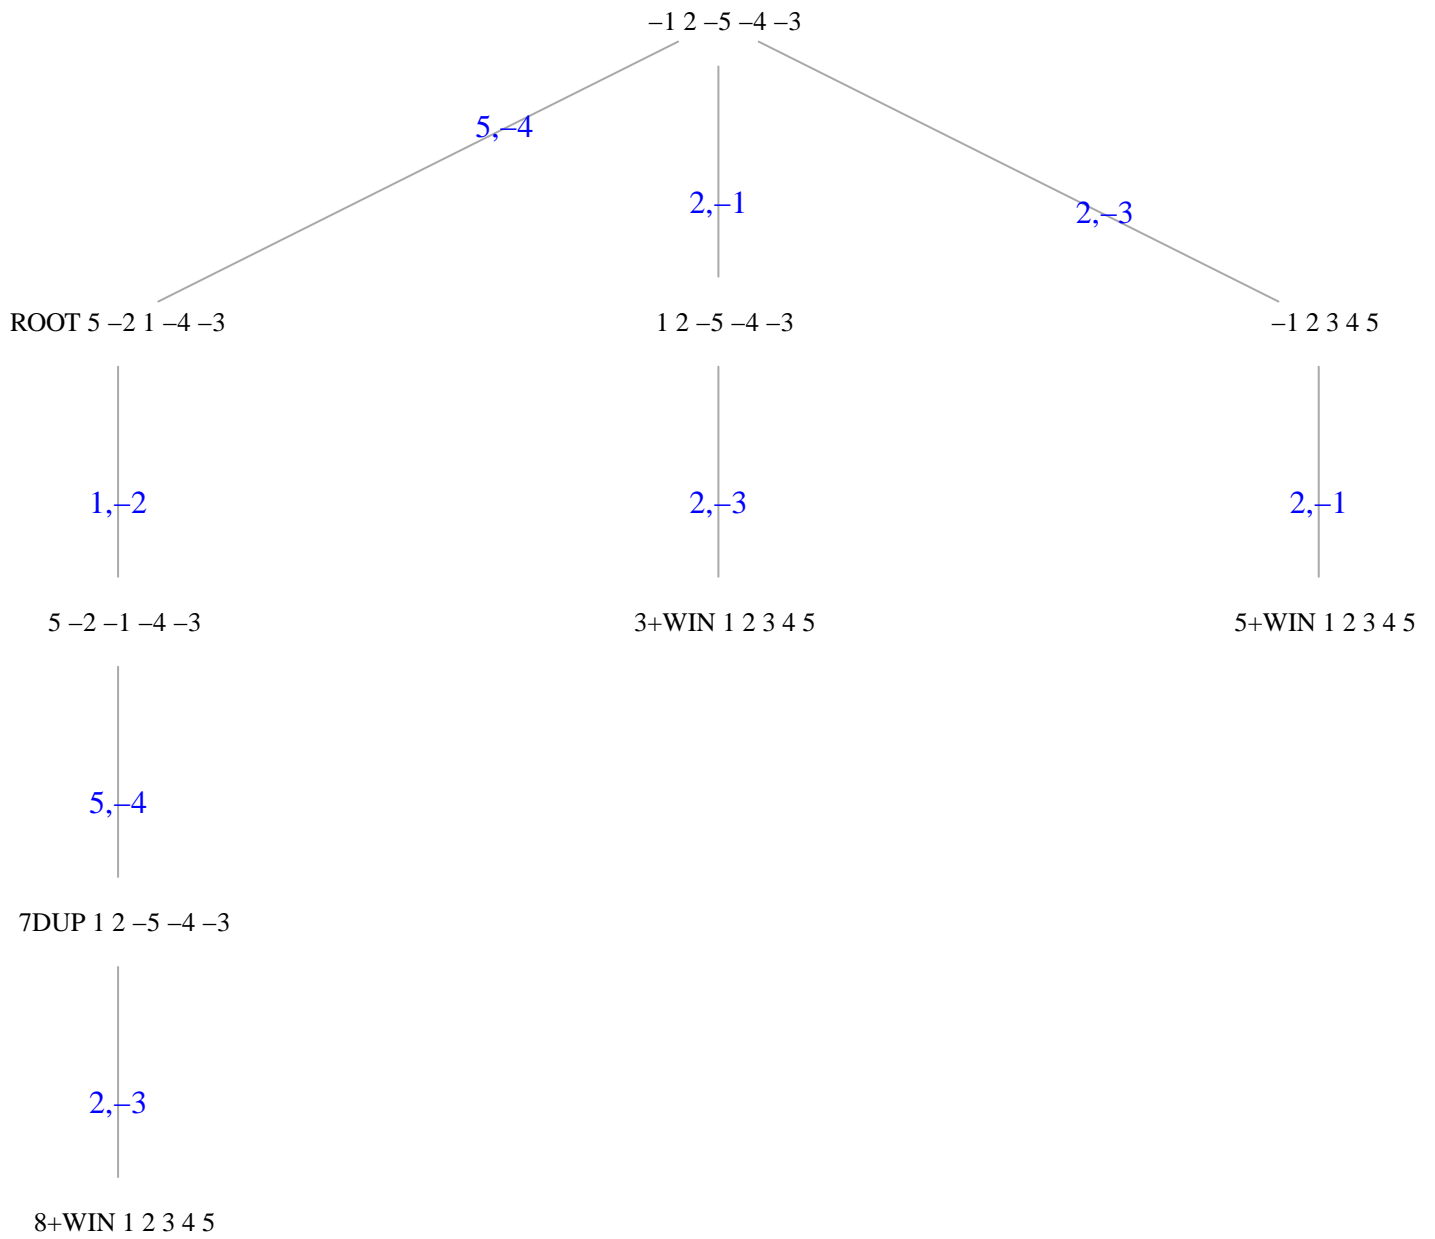 –1 2 –5 –4 –3
5,–4
2,–1
2,–3
ROOT 5 –2 1 –4 –3
1 2 –5 –4 –3
–1 2 3 4 5
1,–2
2,–3
2,–1
5 –2 –1 –4 –3
3+WIN 1 2 3 4 5
5+WIN 1 2 3 4 5
5,–4
7DUP 1 2 –5 –4 –3
2,–3
8+WIN 1 2 3 4 5